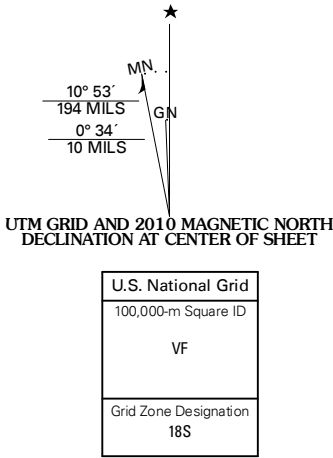 ★
MN
10° 53´
194 MILS
GN
0° 34´
10 MILS
UTM GRID AND 2010 MAGNETIC NORTH
DECLINATION AT CENTER OF SHEET
U.S. National Grid
100,000-m Square ID
VF
Grid Zone Designation
18S